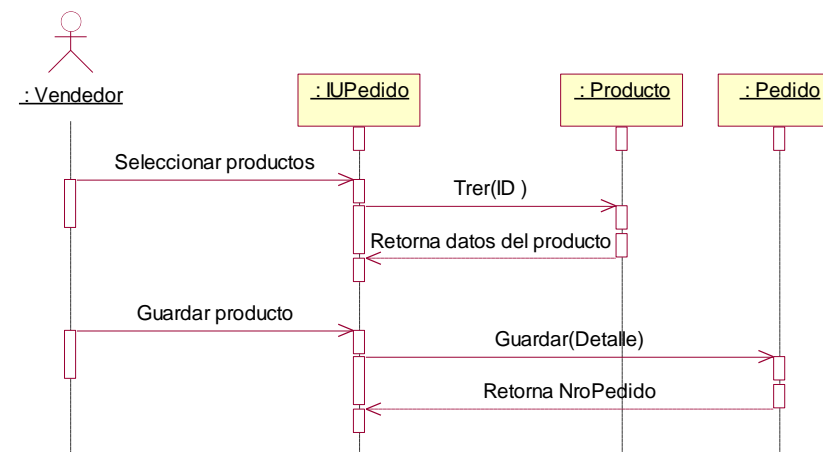 : Vendedor
: IUPedido
: Producto
: Pedido
Seleccionar productos
Trer(ID )
Retorna datos del producto
Guardar producto
Guardar(Detalle)
Retorna NroPedido